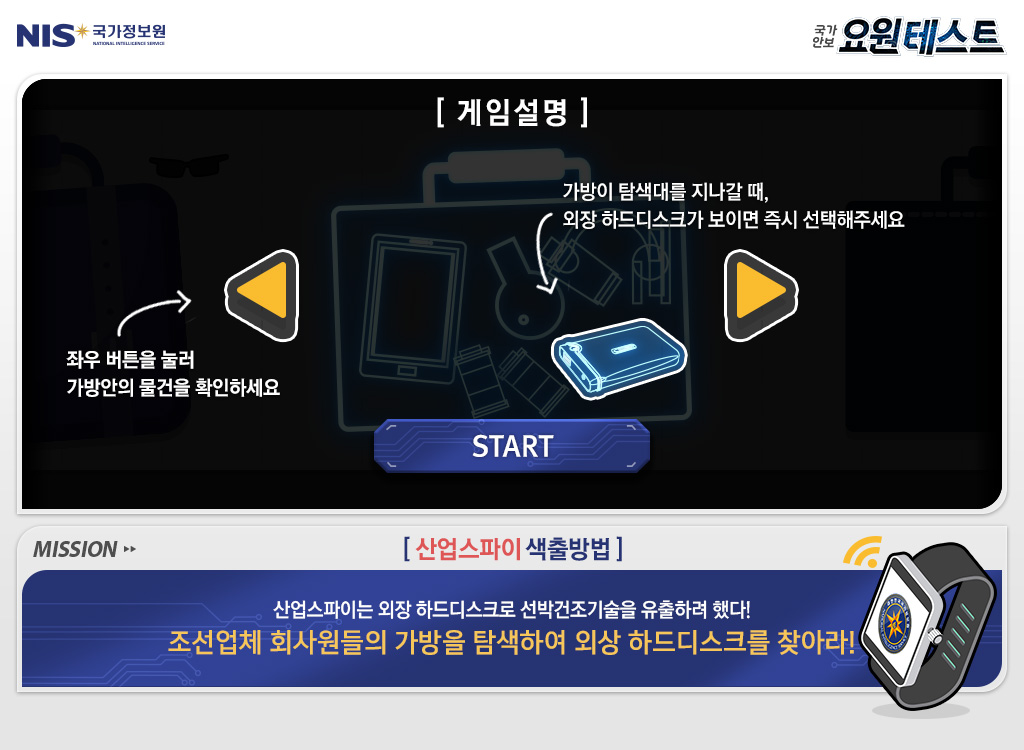 NIS 국가정보원
NATIONAL INTELLIGENCE SERVICE
국가
안보 요원테스트
[ 게임설명 ]
가방이 탐색대를 지나갈 때,
외장 하드디스크가 보이면 즉시 선택해주세요
좌우 버튼을 눌러
가방안의 물건을 확인하세요
START
MISSION
[ 산업스파이 색출방법 ]
산업스파이는 외장 하드디스크로 선박건조기술을 유출하려 했다!
조선업체 회사원들의 가방을 탐색하여 외상 하드디스크를 찾아라!